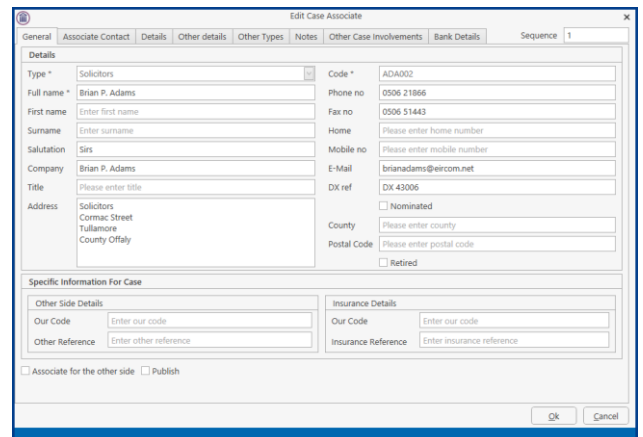 Edit Case Associate
General Associate Contact Details Other details Other Types Notes Other Case Involvements Bank Details Sequence 1
Details
Type * Solicitors Code * ADA002
Full name * Brian P. Adams Phone no 0506 21866
First name Enter first name Fax no 0506 51443
Surname Enter surname Home Please enter home number
Salutation Sirs Mobile no Please enter mobile number
Company Brian P. Adams E-Mail brianadams@eircom.net
Title Please enter title DX ref DX 43006
Address Solicitors Nominated
Cormac Street
Tullamore County Please enter county
County Offaly Postal Code Please enter postal code
Retired
Specific Information For Case
Other Side Details Insurance Details
Our Code Enter our code Our Code Enter our code
Other Reference Enter other reference Insurance Reference Enter insurance reference
Associate for the other side Publish
Ok Cancel